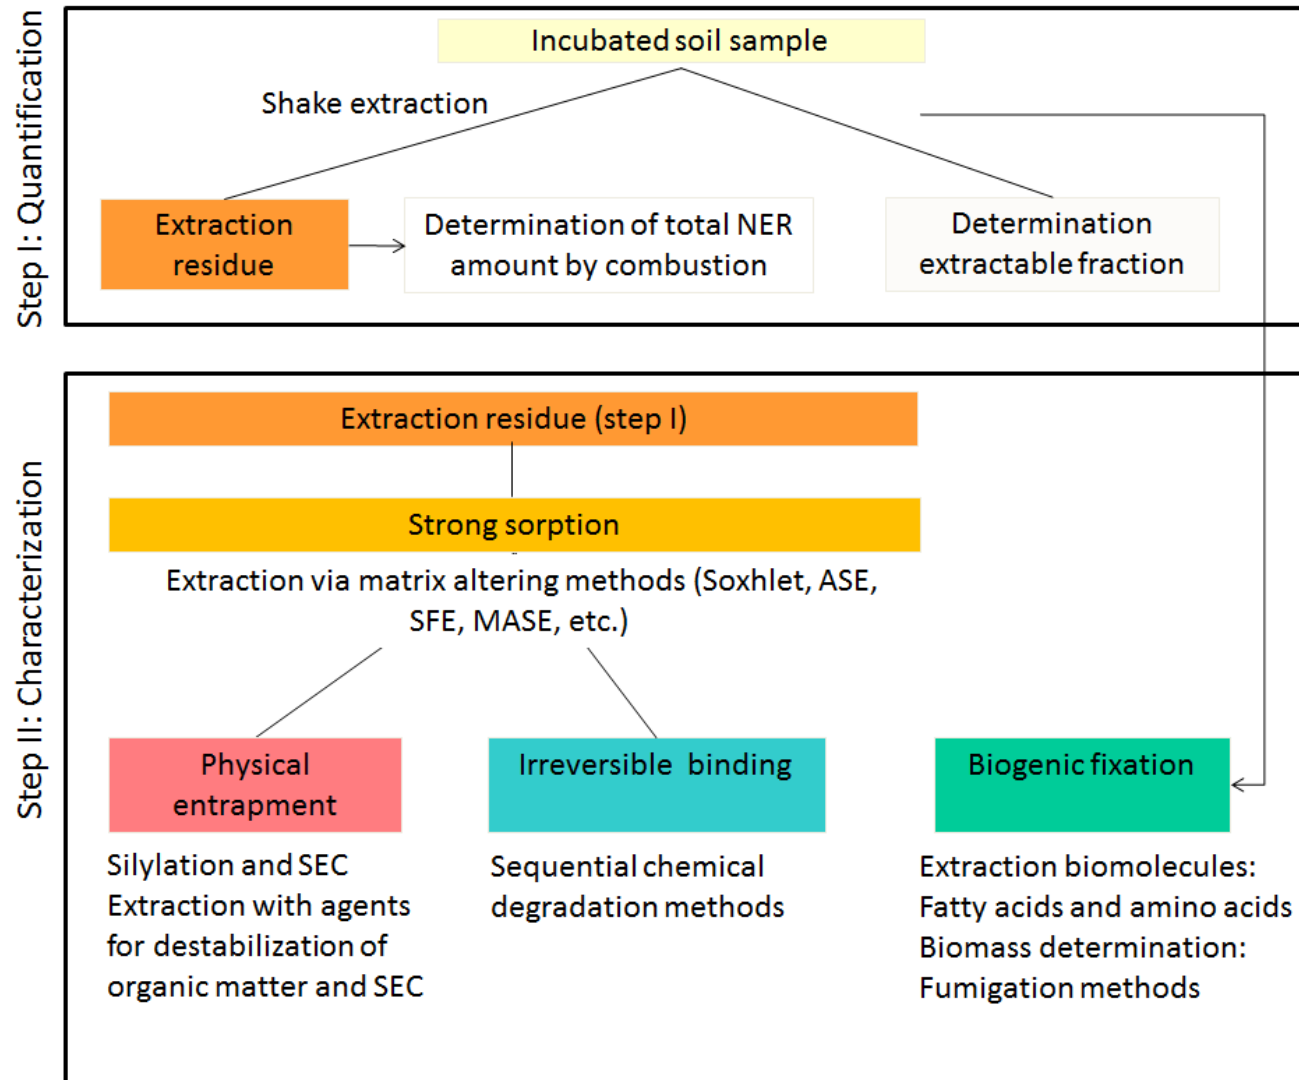 Step I: Quantification
Incubated soil sample
Shake extraction
Extraction
residue
Determination of total NER
amount by combustion
Determination
extractable fraction
Step II: Characterization
Extraction residue (step I)
Strong sorption
Extraction via matrix altering methods (Soxhlet, ASE,
SFE, MASE, etc.)
Physical
entrapment
Silylation and SEC
Extraction with agents
for destabilization of
organic matter and SEC
Irreversible binding
Sequential chemical
degradation methods
Biogenic fixation
Extraction biomolecules:
Fatty acids and amino acids
Biomass determination:
Fumigation methods